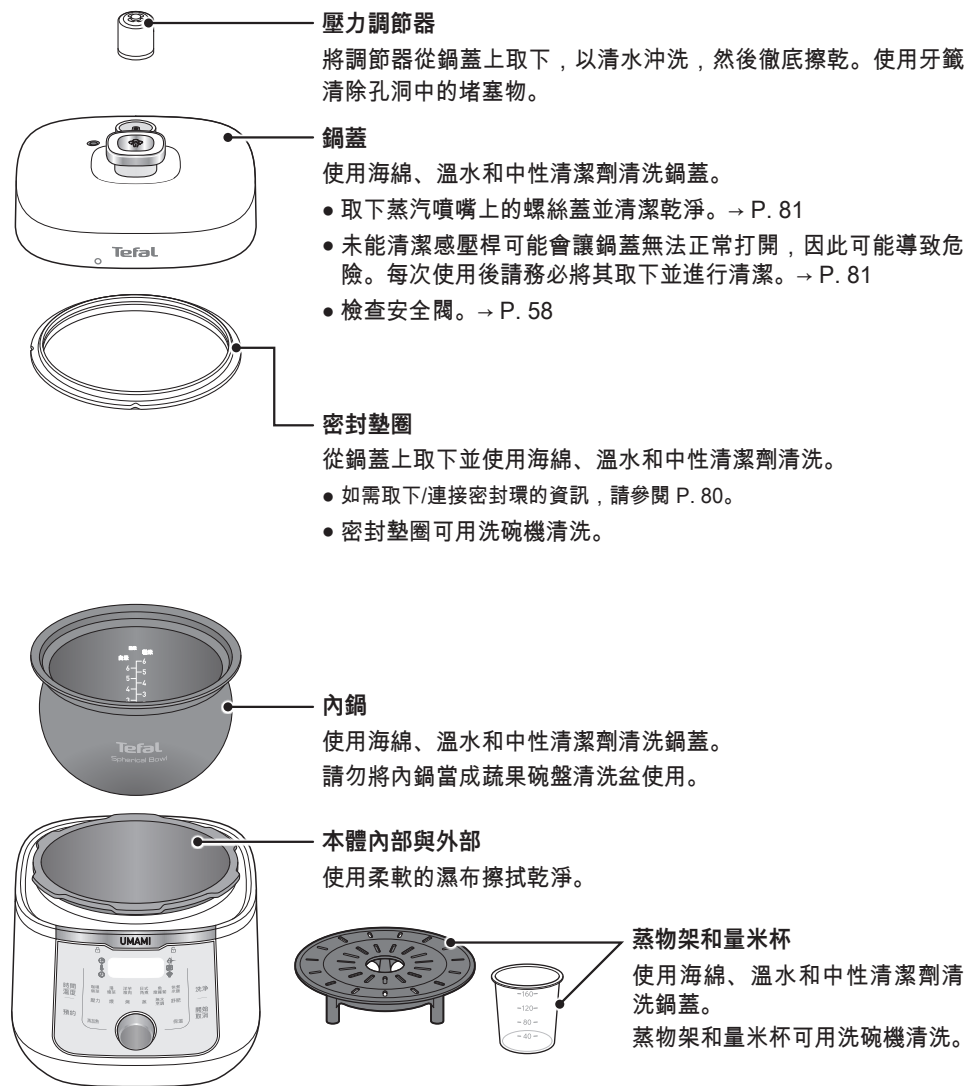 壓力調節器
將調節器從鍋蓋上取下，以清水沖洗，然後徹底擦乾。使用牙籤
清除孔洞中的堵塞物。
鍋蓋
使用海綿、溫水和中性清潔劑清洗鍋蓋。
● 取下蒸汽噴嘴上的螺絲蓋並清潔乾淨。→ P. 81
● 未能清潔感壓桿可能會讓鍋蓋無法正常打開，因此可能導致危
險。每次使用後請務必將其取下並進行清潔。→ P. 81
● 檢查安全閥。→ P. 58
Tefal
密封墊圈
從鍋蓋上取下並使用海綿、溫水和中性清潔劑清洗。
● 如需取下/連接密封環的資訊，請參閱 P. 80。
● 密封墊圈可用洗碗機清洗。
6
6 5
5 4
4 3
Tefal
Spherical Bowl
內鍋
使用海綿、溫水和中性清潔劑清洗鍋蓋。
請勿將內鍋當成蔬果碗盤清洗盆使用。
本體內部與外部
使用柔軟的濕布擦拭乾淨。
UMAMI
時間
溫度
預約
洗淨
開始
取消
蒸物架和量米杯
使用海綿、溫水和中性清潔劑清
洗鍋蓋。
蒸物架和量米杯可用洗碗機清洗。
160
120
80
40